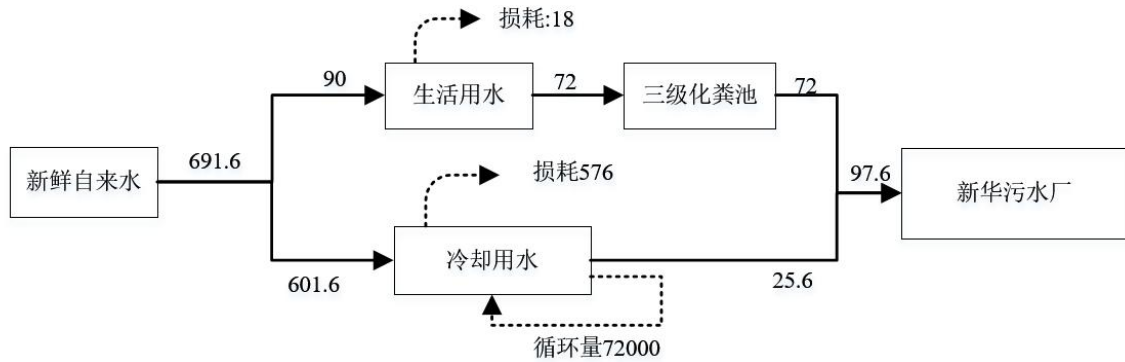 损耗:18
90
生活用水
72
三级化粪池
72
新鲜自来水
691.6
损耗576
97.6
新华污水厂
601.6
冷却用水
25.6
循环量72000